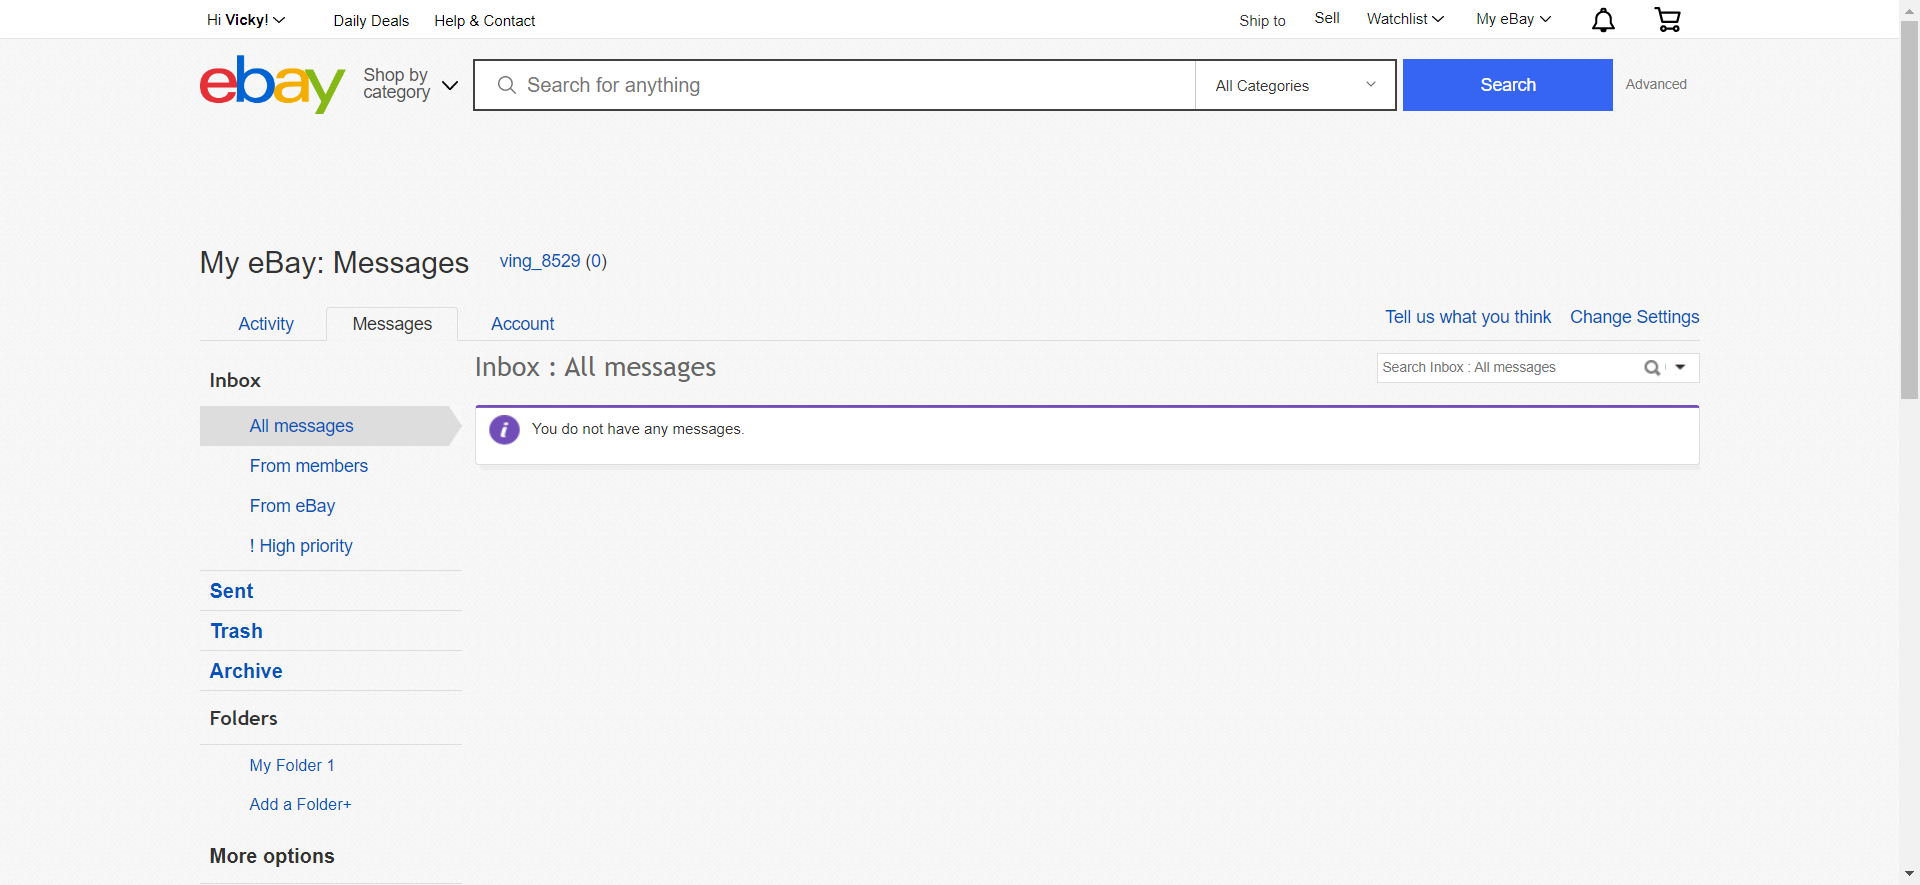 Hi Vicky!
Daily Deals
Help & Contact
Ship to
Sell
Watchlist
My eBay
ebay
Shop by
category
Search for anything
All Categories
Search
Advanced
My eBay: Messages
ving_8529 (0)
Activity
Messages
Account
Tell us what you think
Change Settings
Inbox
Inbox : All messages
Search Inbox : All messages
All messages
i
You do not have any messages.
From members
From eBay
! High priority
Sent
Trash
Archive
Folders
My Folder 1
Add a Folder+
More options